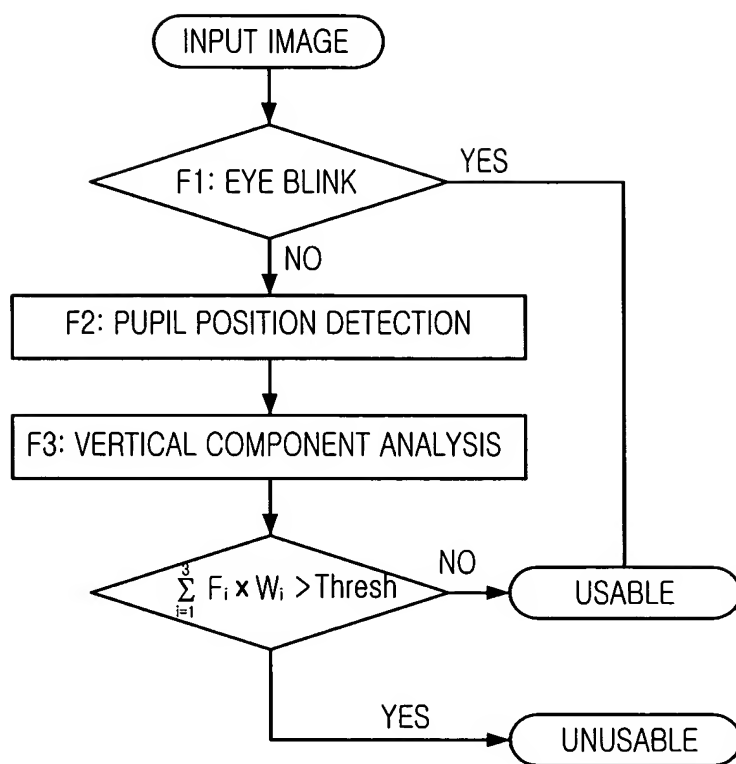 INPUT IMAGE
F1: EYE BLINK
YES
NO
F2: PUPIL POSITION DETECTION
F3: VERTICAL COMPONENT ANALYSIS
3
∑ Fi x Wi > Thresh
i=1
NO
USABLE
YES
UNUSABLE